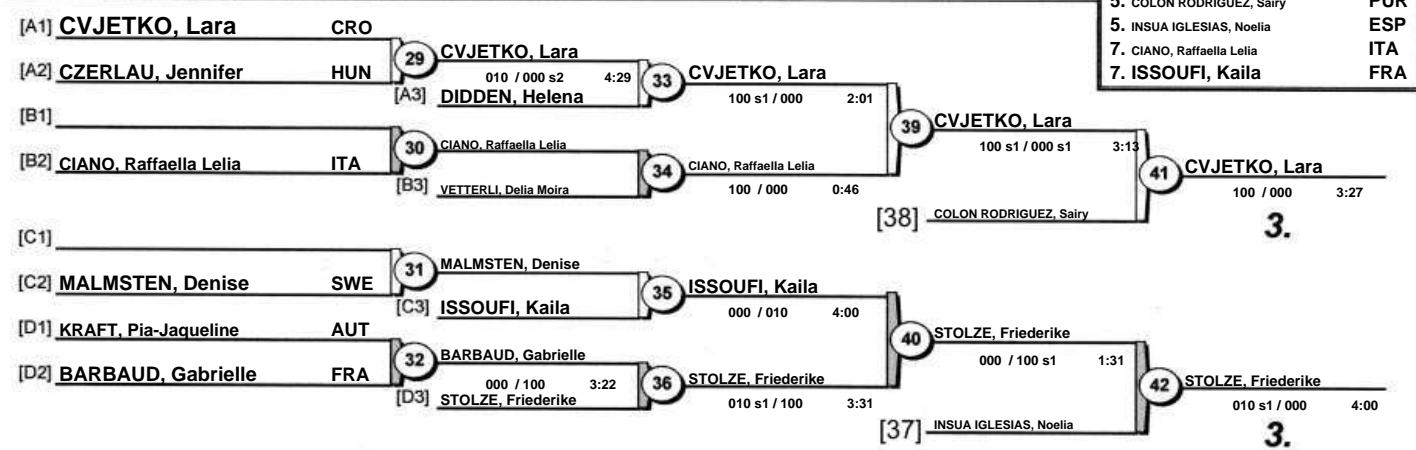 5. COLON RODRIGUEZ, Sairy PUR
5. INSUA IGLESIAS, Noelia ESP
7. CIANO, Raffaella Lelia ITA
7. ISSOUFI, Kaila FRA
[A1] CVJETKO, Lara CRO
29 CVJETKO, Lara
[A2] CZERLAU, Jennifer HUN
010 / 000 s2 4:29
33 CVJETKO, Lara
[A3] DIDDEN, Helena
100 s1 / 000 2:01
[B1]
39 CVJETKO, Lara
30 CIANO, Raffaella Lelia
100 s1 / 000 s1 3:13
[B2] CIANO, Raffaella Lelia ITA
34 CIANO, Raffaella Lelia
41 CVJETKO, Lara
[B3] VETTERLI, Delia Moira
100 / 000 0:46
100 / 000 3:27
[38] COLON RODRIGUEZ, Sairy
3.
[C1]
31 MALMSTEN, Denise
[C2] MALMSTEN, Denise SWE
35 ISSOUFI, Kaila
[C3] ISSOUFI, Kaila
000 / 010 4:00
[D1] KRAFT, Pia-Jaqueline AUT
40 STOLZE, Friederike
32 BARBAUD, Gabrielle
000 / 100 s1 1:31
[D2] BARBAUD, Gabrielle FRA
000 / 100 3:22
36 STOLZE, Friederike
42 STOLZE, Friederike
[D3] STOLZE, Friederike
010 s1 / 100 3:31
010 s1 / 000 4:00
[37] INSUA IGLESIAS, Noelia
3.